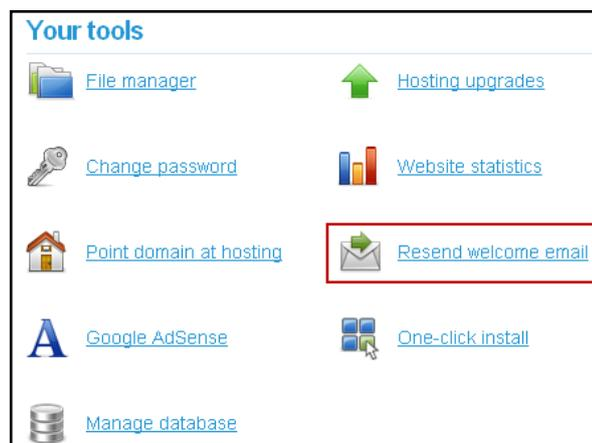 Your tools
File manager
Hosting upgrades
Change password
Website statistics
Point domain at hosting
Resend welcome email
Google AdSense
One-click install
Manage database